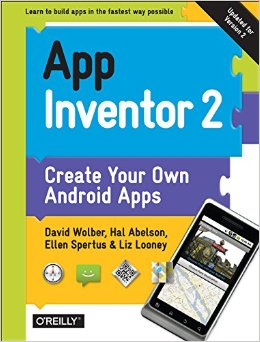 Learn to build apps in the fastest way possible
Updated for
Version 2
App
Inventor 2
Create Your Own
Android Apps
David Wolber, Hal Abelson,
Ellen Spertus & Liz Looney
O'REILLY®